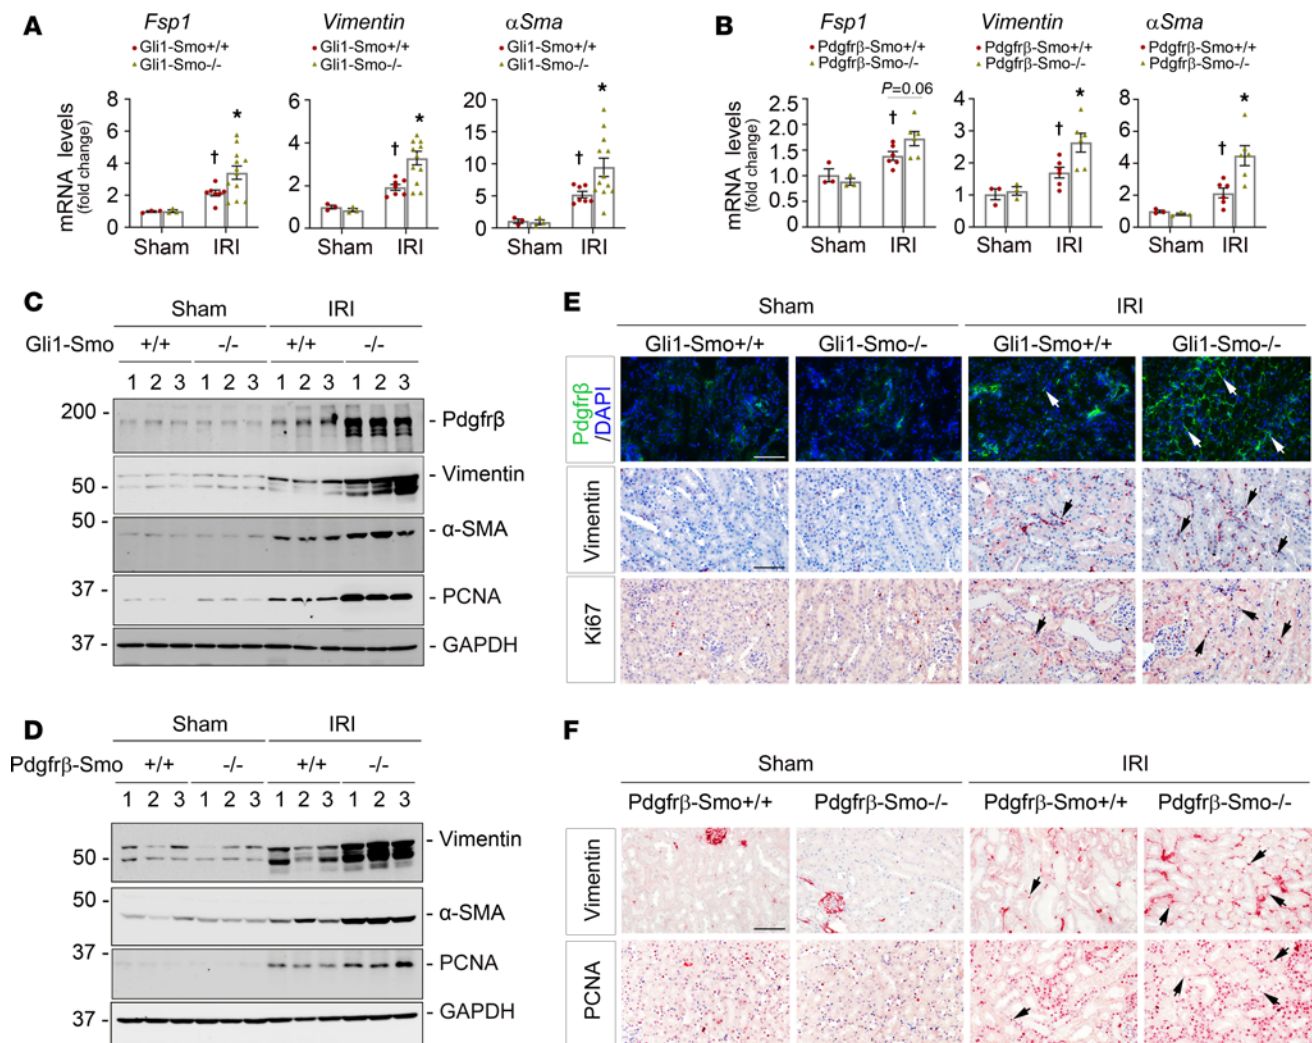 A
Fsp1
Gli1-Smo+/+
Gli1-Smo-/-
Vimentin
Gli1-Smo+/+
Gli1-Smo-/-
αSma
Gli1-Smo+/+
Gli1-Smo-/-
mRNA levels
(fold change)
8
6
4
2
0
†
*
Sham IRI
6
4
2
0
†
*
Sham IRI
20
15
10
5
0
†
*
Sham IRI
B
Fsp1
Pdgfrβ-Smo+/+
Pdgfrβ-Smo-/-
Vimentin
Pdgfrβ-Smo+/+
Pdgfrβ-Smo-/-
αSma
Pdgfrβ-Smo+/+
Pdgfrβ-Smo-/-
mRNA levels
(fold change)
2.5
2.0
1.5
1.0
0.5
0
P=0.06
†
Sham IRI
4
3
2
1
0
†
*
Sham IRI
8
6
4
2
0
†
*
Sham IRI
C
Sham IRI
Gli1-Smo +/+ -/- +/+ -/-
1 2 3 1 2 3 1 2 3 1 2 3
200 - - Pdgfrβ
50 - - Vimentin
50 - - α-SMA
37 - - PCNA
37 - - GAPDH
D
Sham IRI
Pdgfrβ-Smo +/+ -/- +/+ -/-
1 2 3 1 2 3 1 2 3 1 2 3
50 - - Vimentin
50 - - α-SMA
37 - - PCNA
37 - - GAPDH
E
Sham IRI
Gli1-Smo+/+ Gli1-Smo-/- Gli1-Smo+/+ Gli1-Smo-/-
Pdgfrβ
/DAPI
Vimentin
Ki67
F
Sham IRI
Pdgfrβ-Smo+/+ Pdgfrβ-Smo-/- Pdgfrβ-Smo+/+ Pdgfrβ-Smo-/-
Vimentin
PCNA